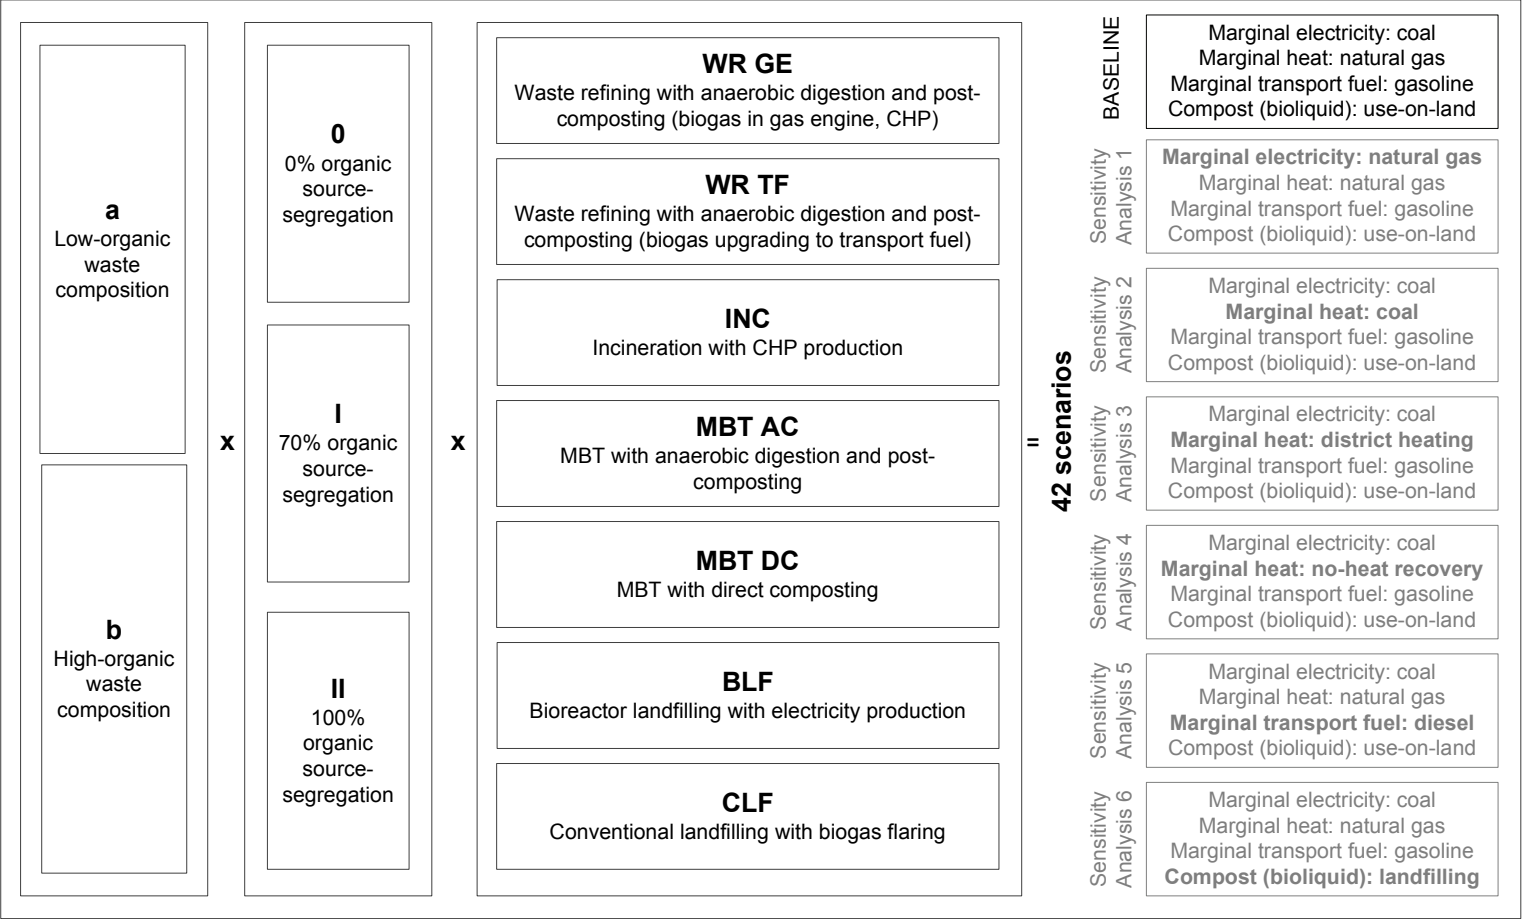 a
Low-organic
waste
composition
b
High-organic
waste
composition
x
0
0% organic
source-
segregation
I
70% organic
source-
segregation
II
100%
organic
source-
segregation
x
WR GE
Waste refining with anaerobic digestion and post-
composting (biogas in gas engine, CHP)
WR TF
Waste refining with anaerobic digestion and post-
composting (biogas upgrading to transport fuel)
INC
Incineration with CHP production
MBT AC
MBT with anaerobic digestion and post-
composting
MBT DC
MBT with direct composting
BLF
Bioreactor landfilling with electricity production
CLF
Conventional landfilling with biogas flaring
=
42 scenarios
BASELINE
Marginal electricity: coal
Marginal heat: natural gas
Marginal transport fuel: gasoline
Compost (bioliquid): use-on-land
Sensitivity
Analysis 1
Marginal electricity: natural gas
Marginal heat: natural gas
Marginal transport fuel: gasoline
Compost (bioliquid): use-on-land
Sensitivity
Analysis 2
Marginal electricity: coal
Marginal heat: coal
Marginal transport fuel: gasoline
Compost (bioliquid): use-on-land
Sensitivity
Analysis 3
Marginal electricity: coal
Marginal heat: district heating
Marginal transport fuel: gasoline
Compost (bioliquid): use-on-land
Sensitivity
Analysis 4
Marginal electricity: coal
Marginal heat: no-heat recovery
Marginal transport fuel: gasoline
Compost (bioliquid): use-on-land
Sensitivity
Analysis 5
Marginal electricity: coal
Marginal heat: natural gas
Marginal transport fuel: diesel
Compost (bioliquid): use-on-land
Sensitivity
Analysis 6
Marginal electricity: coal
Marginal heat: natural gas
Marginal transport fuel: gasoline
Compost (bioliquid): landfilling